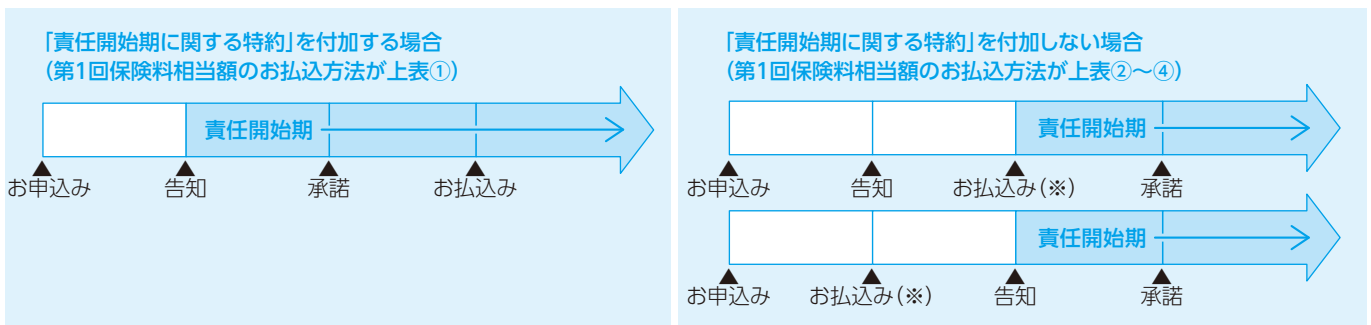 「責任開始期に関する特約」を付加する場合
（第1回保険料相当額のお払込方法が上表①）
責任開始期
お申込み 告知 承諾 お払込み
「責任開始期に関する特約」を付加しない場合
（第1回保険料相当額のお払込方法が上表②～④）
責任開始期
お申込み 告知 お払込み（※） 承諾
責任開始期
お申込み お払込み（※） 告知 承諾